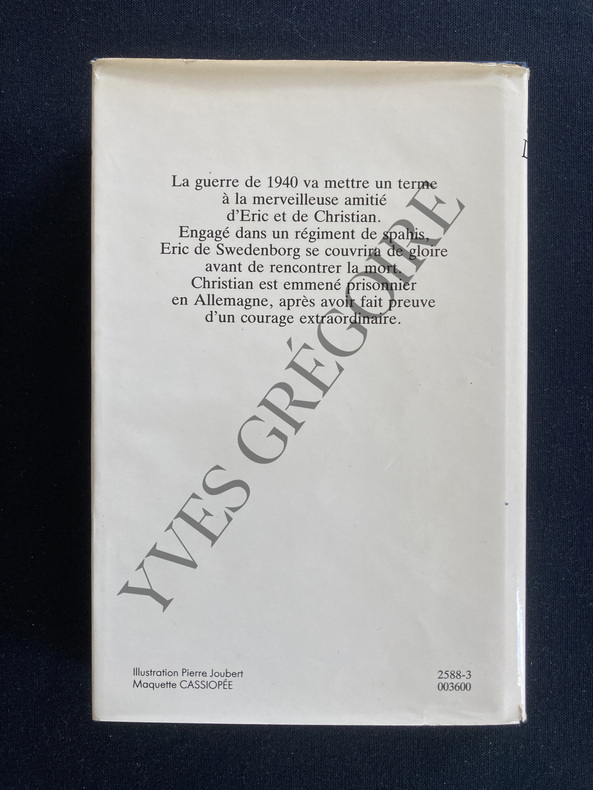 La guerre de 1940 va mettre un terme
à la merveilleuse amitié
d'Eric et de Christian.
Engagé dans un régiment de spahis,
Eric de Swedenborg se couvrira de gloire
avant de rencontrer la mort.
Christian est emmené prisonnier
en Allemagne, après avoir fait preuve
d'un courage extraordinaire.
YVES GRÉGOIRE
Illustration Pierre Joubert
Maquette CASSIOPÉE
2588-3
003600